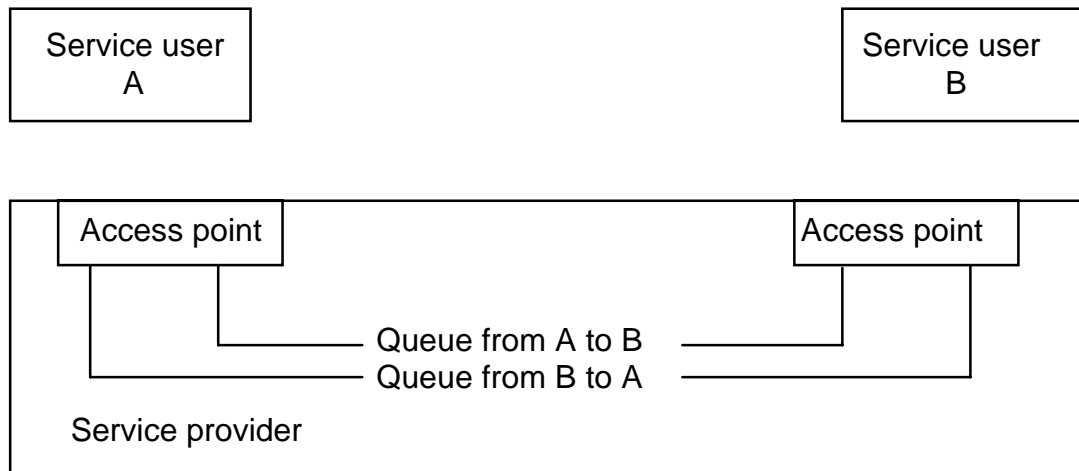 Service user
A
Service user
B
Access point
Access point
Queue from A to B
Queue from B to A
Service provider